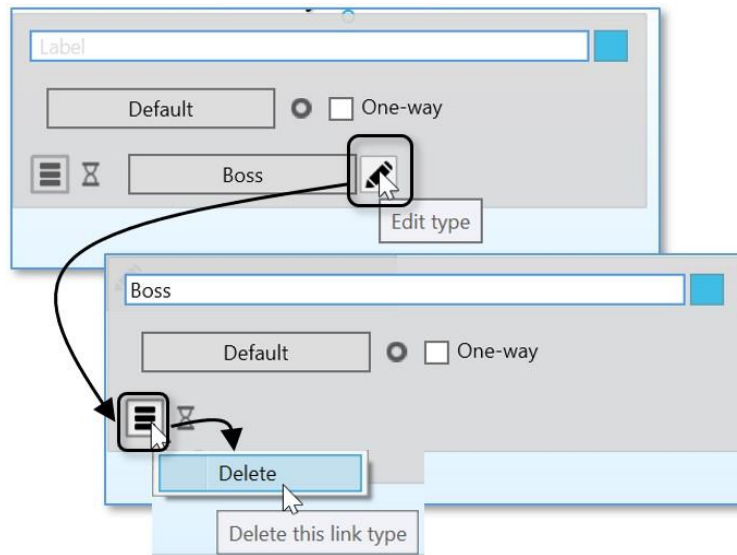 Label
Default One-way
Boss
Edit type
Boss
Default One-way
Delete
Delete this link type